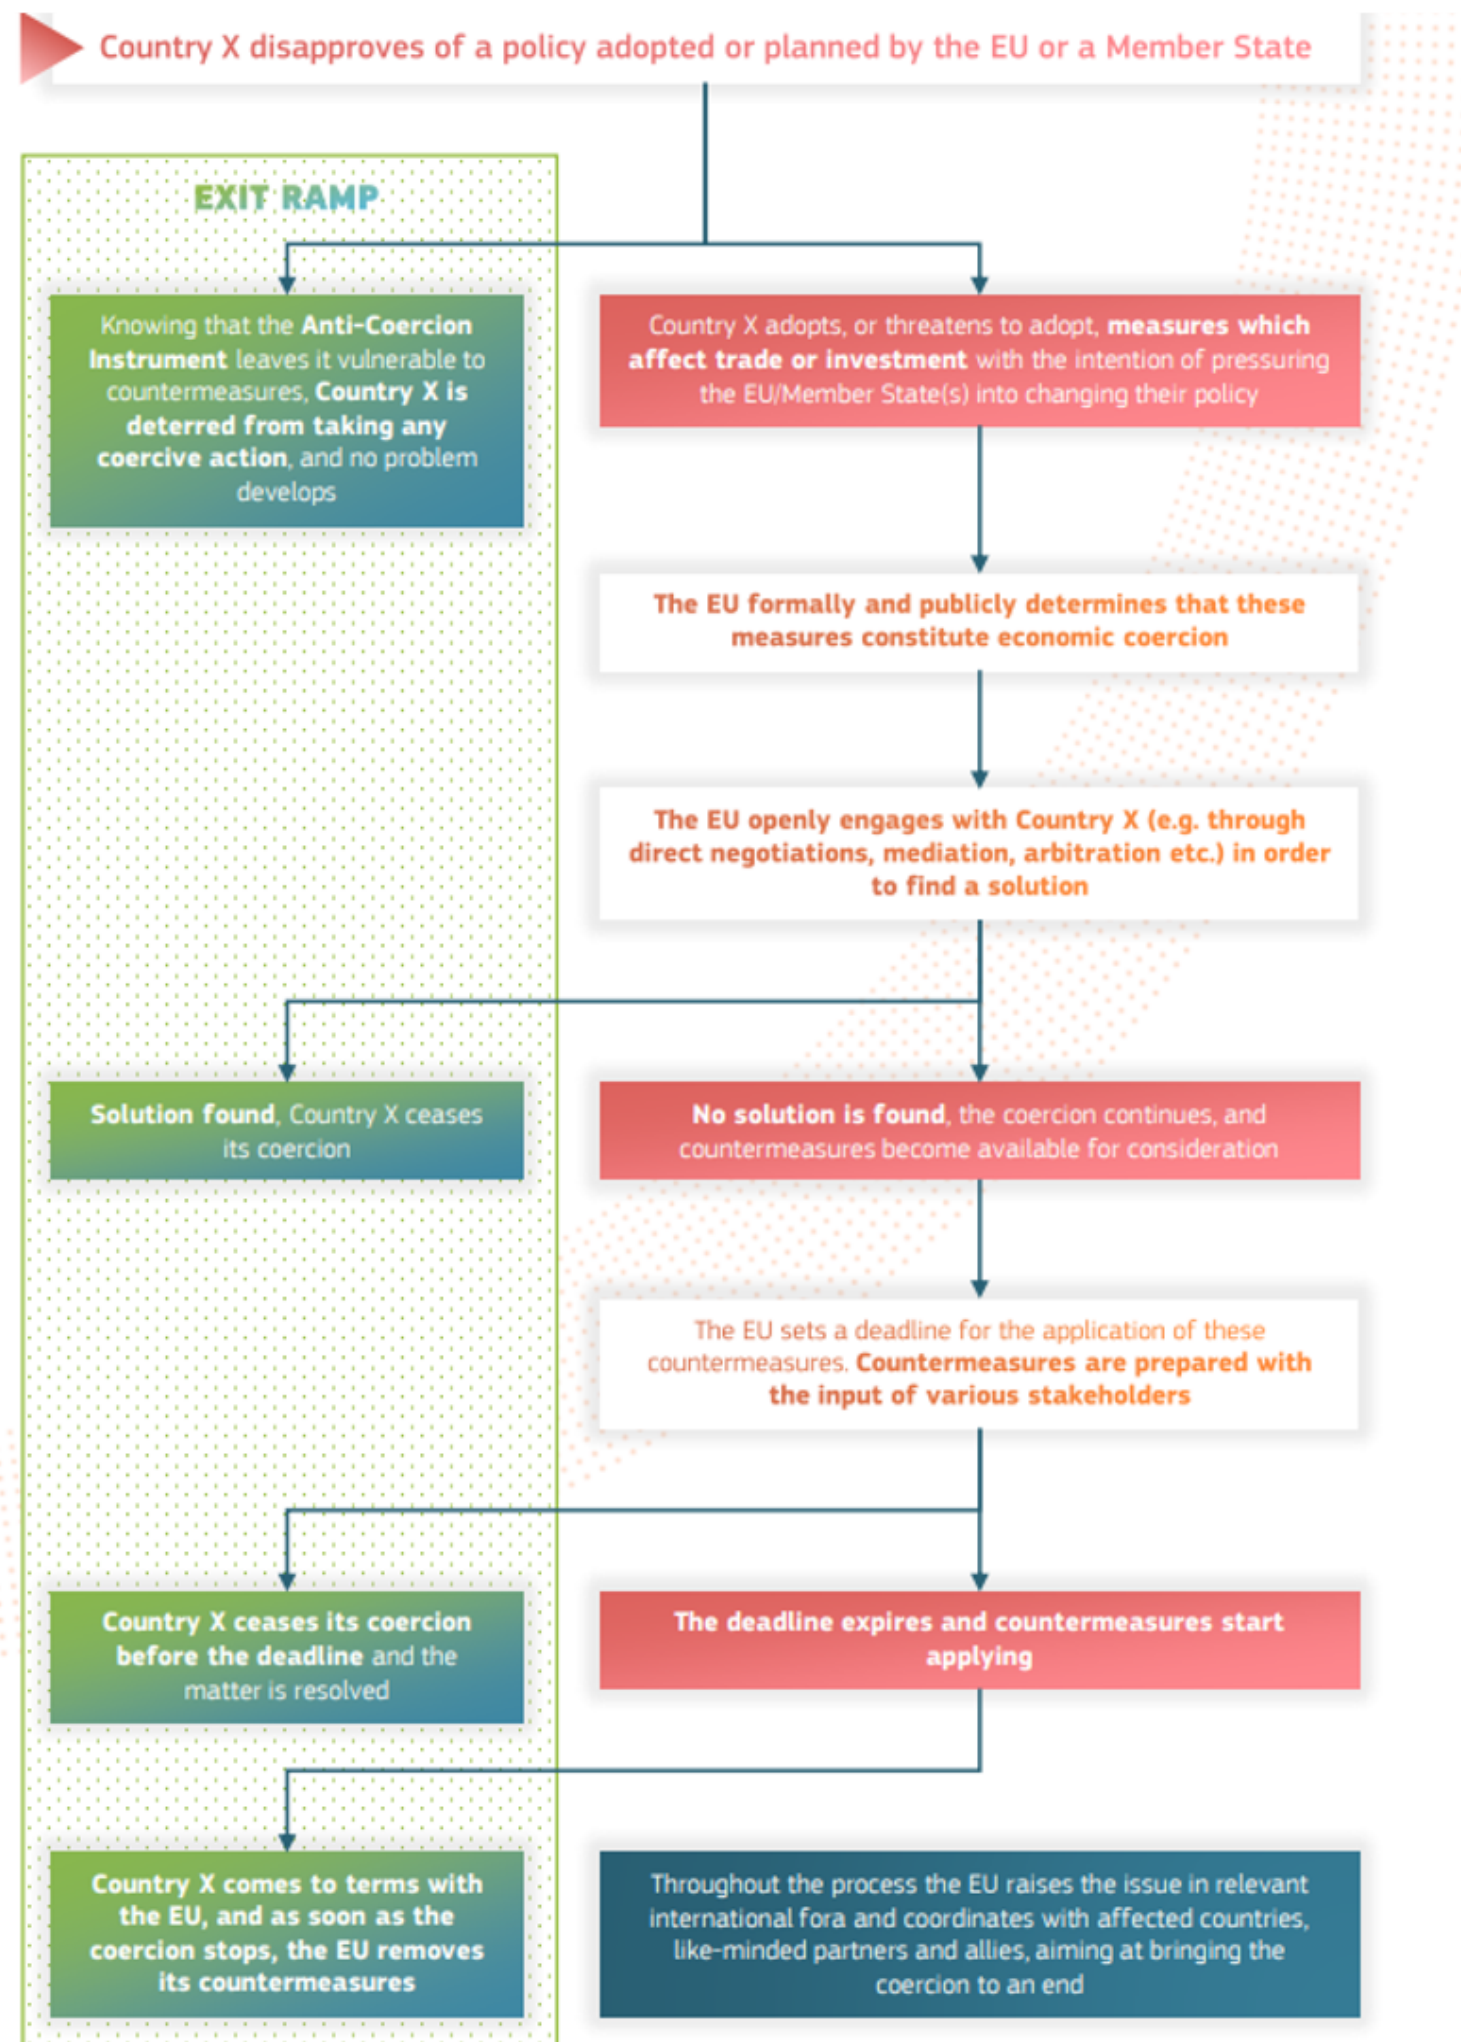 Country X disapproves of a policy adopted or planned by the EU or a Member State
EXIT RAMP
Knowing that the Anti-Coercion
Instrument leaves it vulnerable to
countermeasures, Country X is
deterred from taking any
coercive action, and no problem
develops
Country X adopts, or threatens to adopt, measures which
affect trade or investment with the intention of pressuring
the EU/Member State(s) into changing their policy
The EU formally and publicly determines that these
measures constitute economic coercion
The EU openly engages with Country X (e.g. through
direct negotiations, mediation, arbitration etc.) in order
to find a solution
Solution found, Country X ceases
its coercion
No solution is found, the coercion continues, and
countermeasures become available for consideration
The EU sets a deadline for the application of these
countermeasures. Countermeasures are prepared with
the input of various stakeholders
Country X ceases its coercion
before the deadline and the
matter is resolved
The deadline expires and countermeasures start
applying
Country X comes to terms with
the EU, and as soon as the
coercion stops, the EU removes
its countermeasures
Throughout the process the EU raises the issue in relevant
international fora and coordinates with affected countries,
like-minded partners and allies, aiming at bringing the
coercion to an end